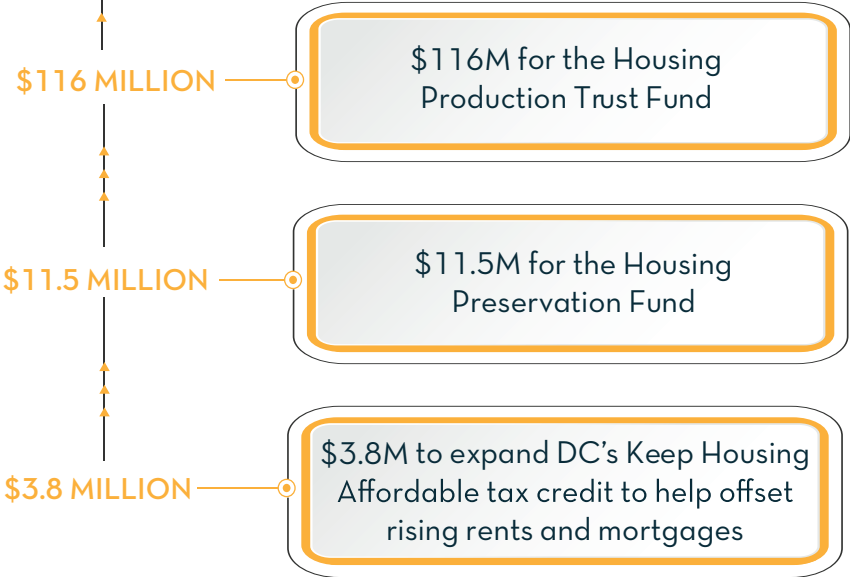 $116 MILLION
$116M for the Housing
Production Trust Fund
$11.5 MILLION
$11.5M for the Housing
Preservation Fund
$3.8 MILLION
$3.8M to expand DC’s Keep Housing
Affordable tax credit to help offset
rising rents and mortgages